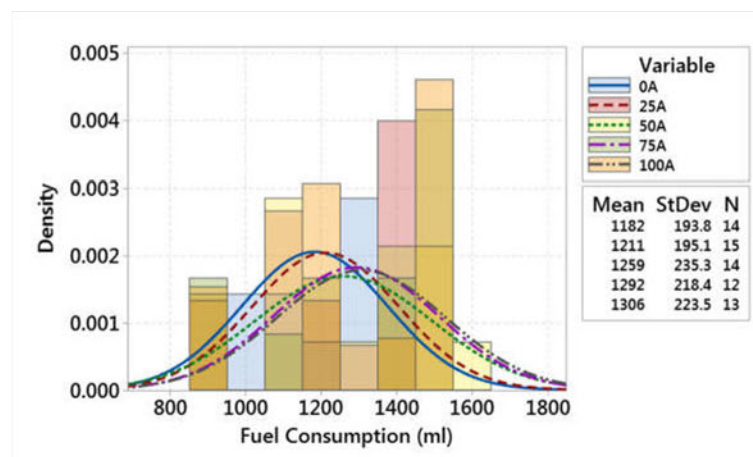 0.005
0.004
0.003
0.002
0.001
0.000
Density
800 1000 1200 1400 1600 1800
Fuel Consumption (ml)
Variable
0A
25A
50A
75A
100A
Mean StDev N
1182 193.8 14
1211 195.1 15
1259 235.3 14
1292 218.4 12
1306 223.5 13